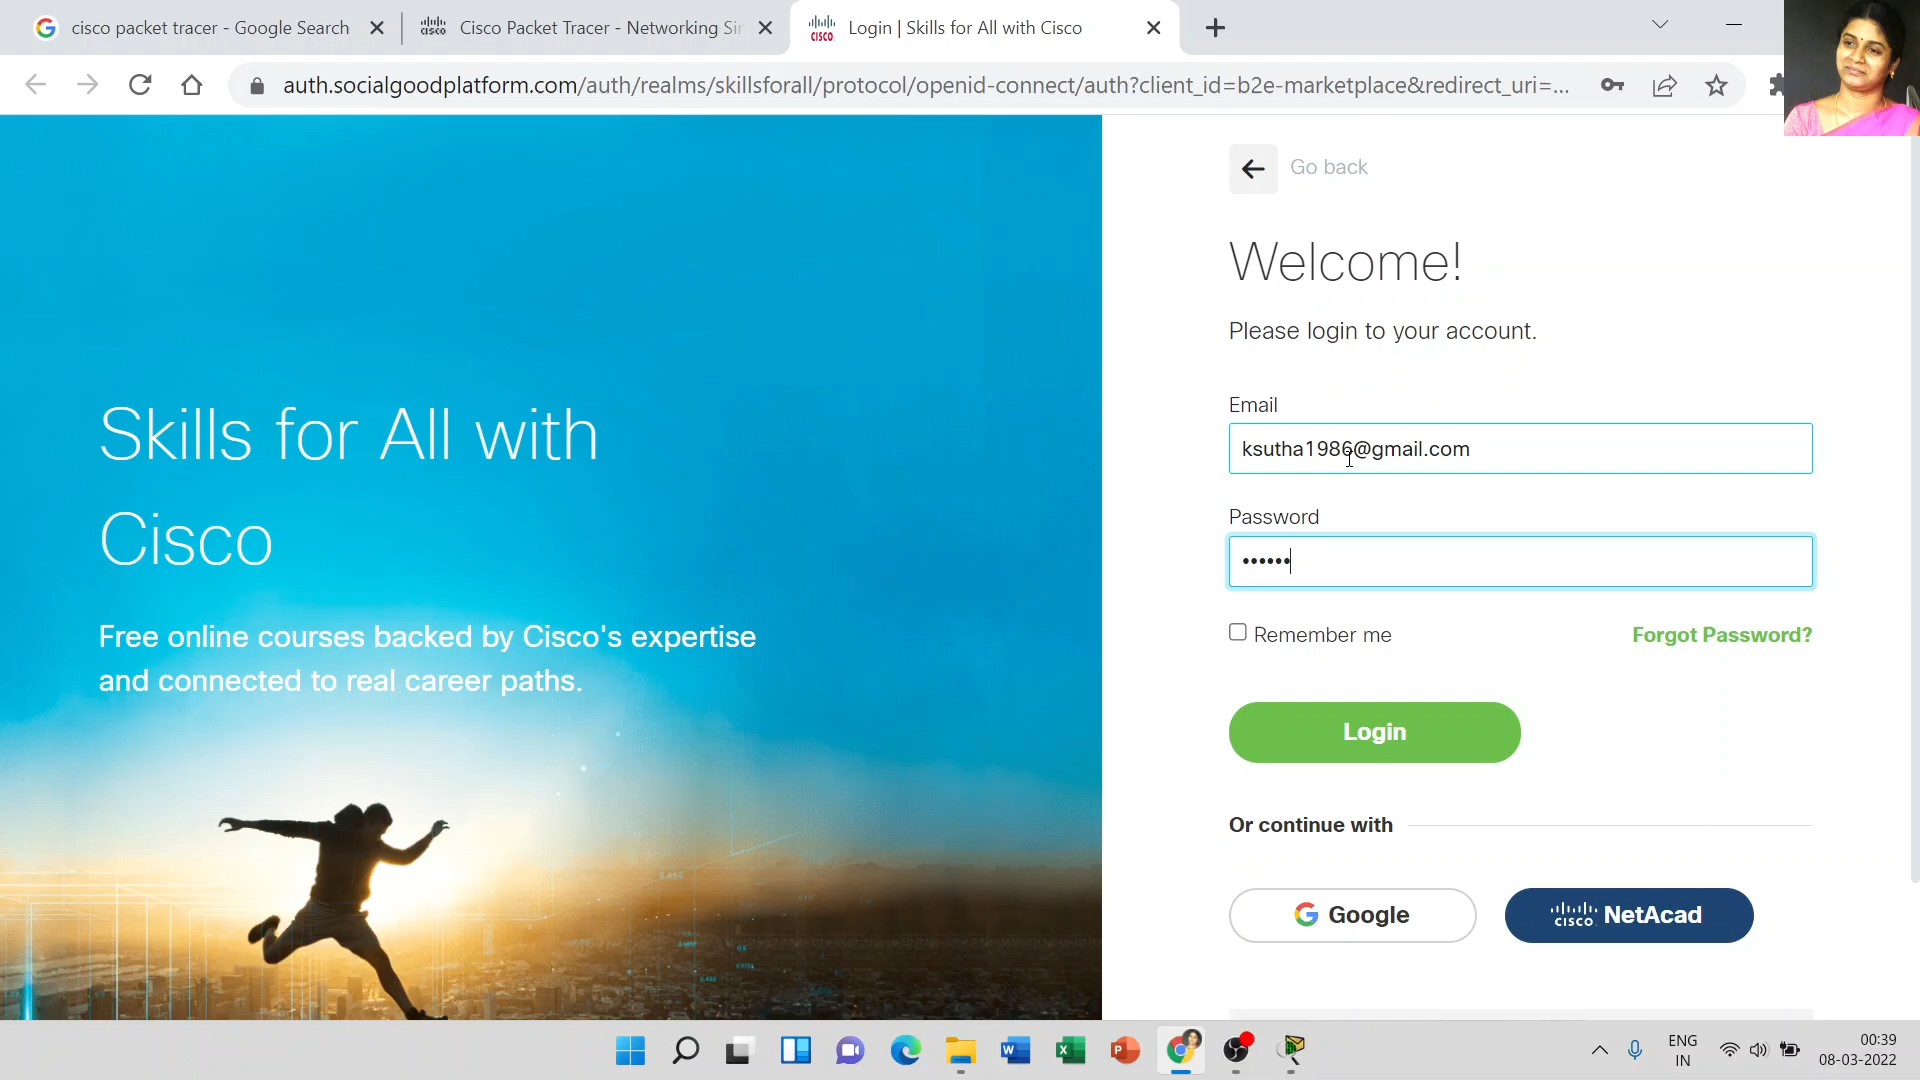 cisco packet tracer - Google Search
Cisco Packet Tracer - Networking Sir
Login | Skills for All with Cisco
auth.socialgoodplatform.com/auth/realms/skillsforall/protocol/openid-connect/auth?client_id=b2e-marketplace&redirect_uri=...
Go back
Welcome!
Please login to your account.
Email
ksutha1986@gmail.com
Password
••••••
Remember me
Forgot Password?
Login
Or continue with
Google
CISCO NetAcad
Skills for All with
Cisco
Free online courses backed by Cisco's expertise
and connected to real career paths.
ENG
IN
00:39
08-03-2022